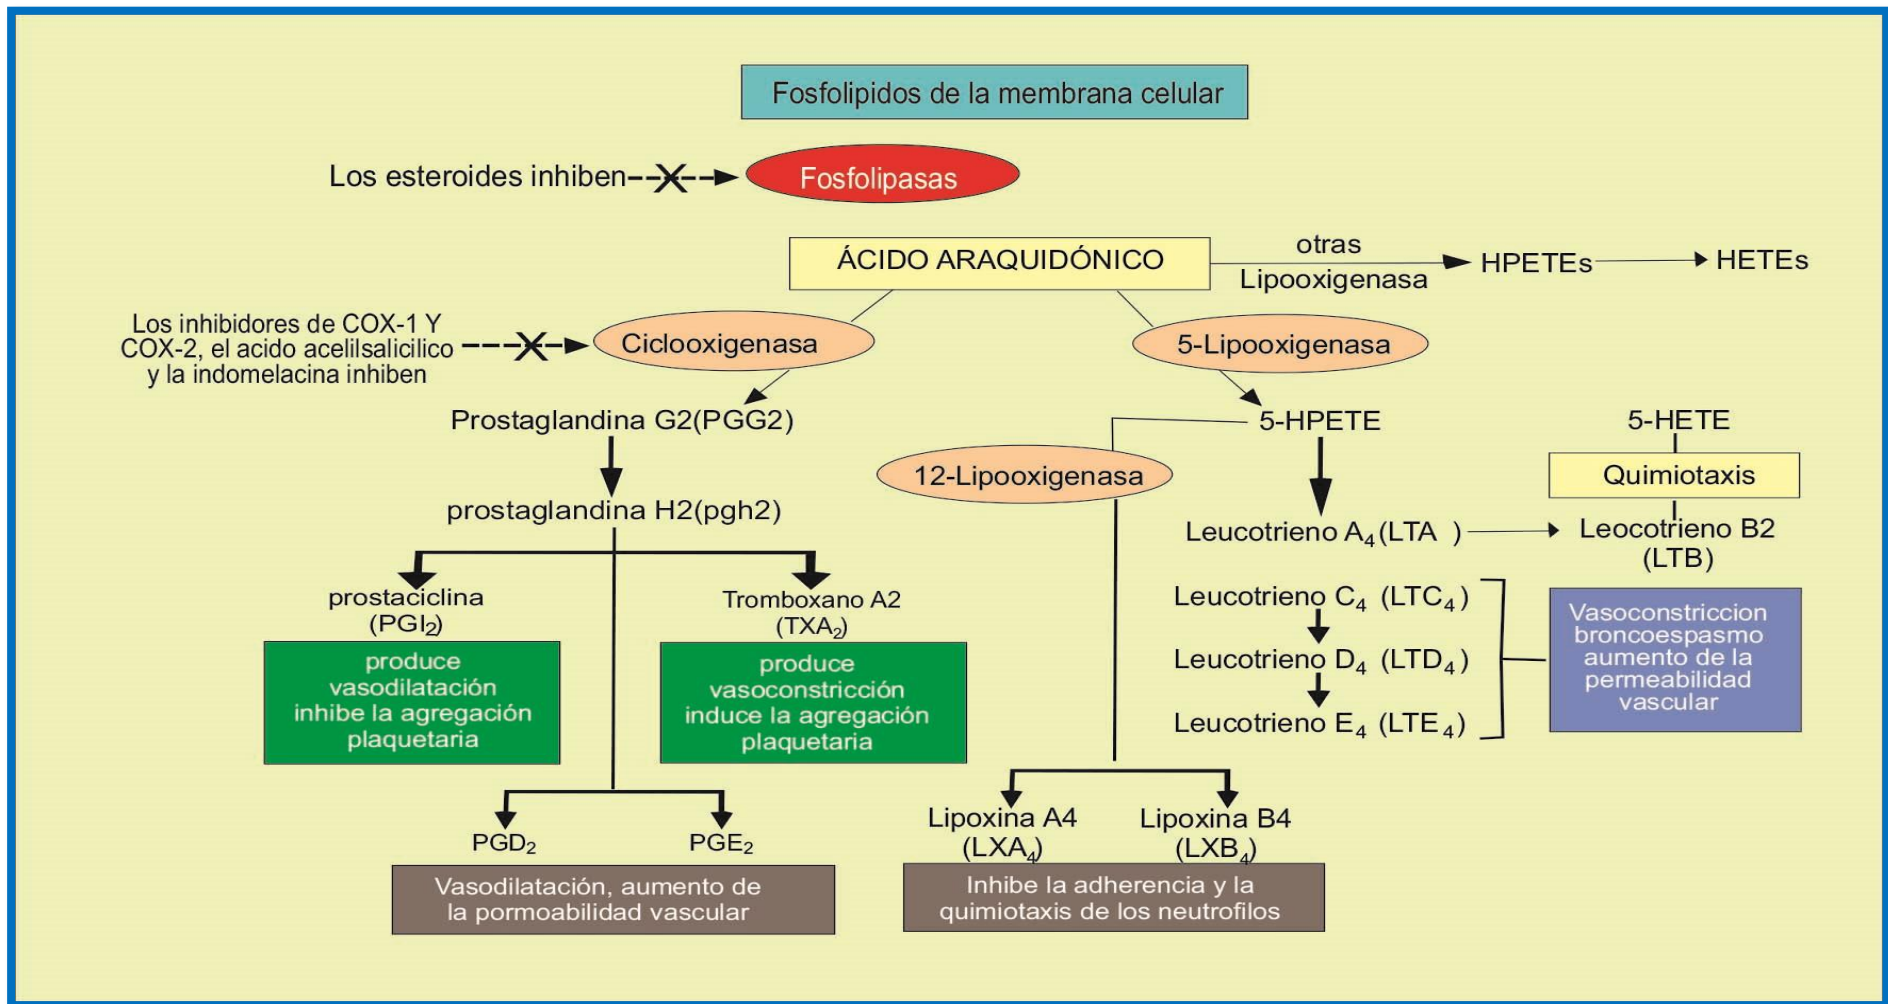 Fosfolipidos de la membrana celular
Los esteroides inhiben
Fosfolipasas
ÁCIDO ARAQUIDÓNICO
otras
Lipooxigenasa
HPETEs
HETEs
Los inhibidores de COX-1 Y
COX-2, el acido acelilsalicilico
y la indomelacina inhiben
Ciclooxigenasa
5-Lipooxigenasa
Prostaglandina G2(PGG2)
5-HPETE
5-HETE
12-Lipooxigenasa
Quimiotaxis
prostaglandina H2(pgh2)
Leucotrieno A₄(LTA )
Leocotrieno B2
(LTB)
prostaciclina
(PGI₂)
produce
vasodilatación
inhibe la agregación
plaquetaria
Tromboxano A2
(TXA₂)
produce
vasoconstricción
induce la agregación
plaquetaria
Leucotrieno C₄ (LTC₄)
Leucotrieno D₄ (LTD₄)
Leucotrieno E₄ (LTE₄)
Vasoconstriccion
broncoespasmo
aumento de la
permeabilidad
vascular
PGD₂
PGE₂
Vasodilatación, aumento de
la pormoabilidad vascular
Lipoxina A4
(LXA₄)
Lipoxina B4
(LXB₄)
Inhibe la adherencia y la
quimiotaxis de los neutrofilos